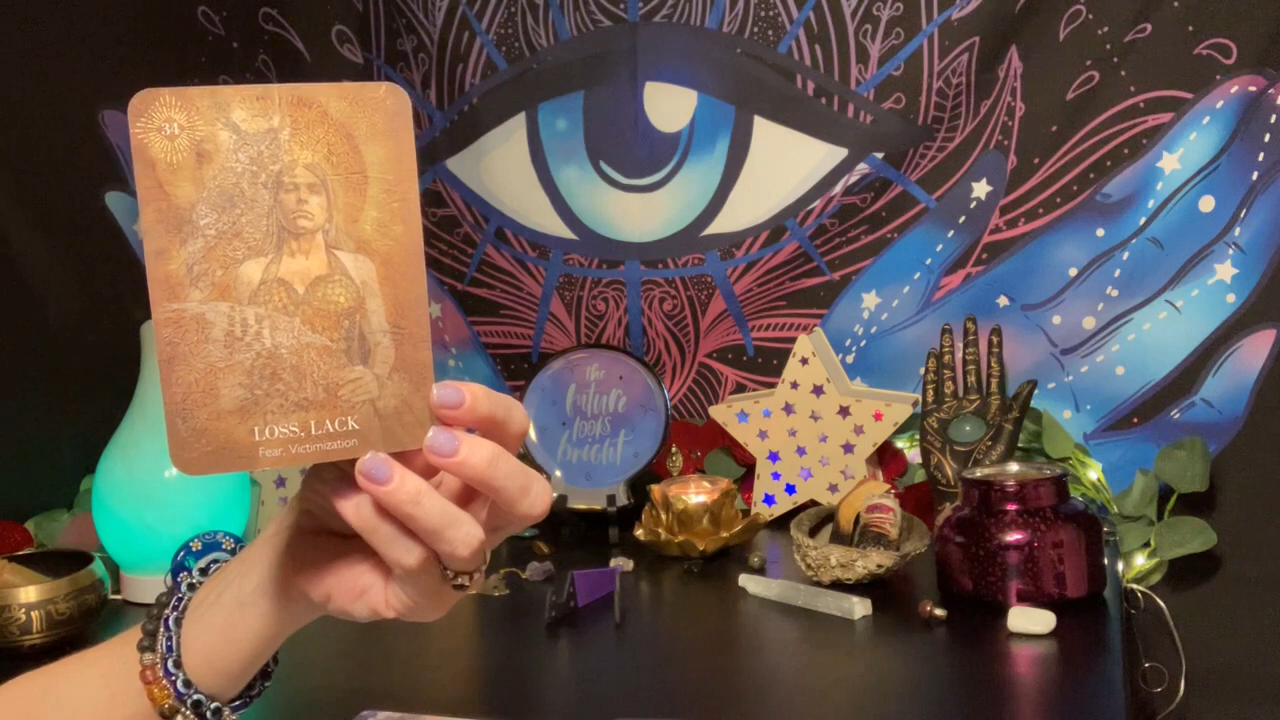 34
LOSS, LACK
Fear, Victimization
the
future
looks
bright